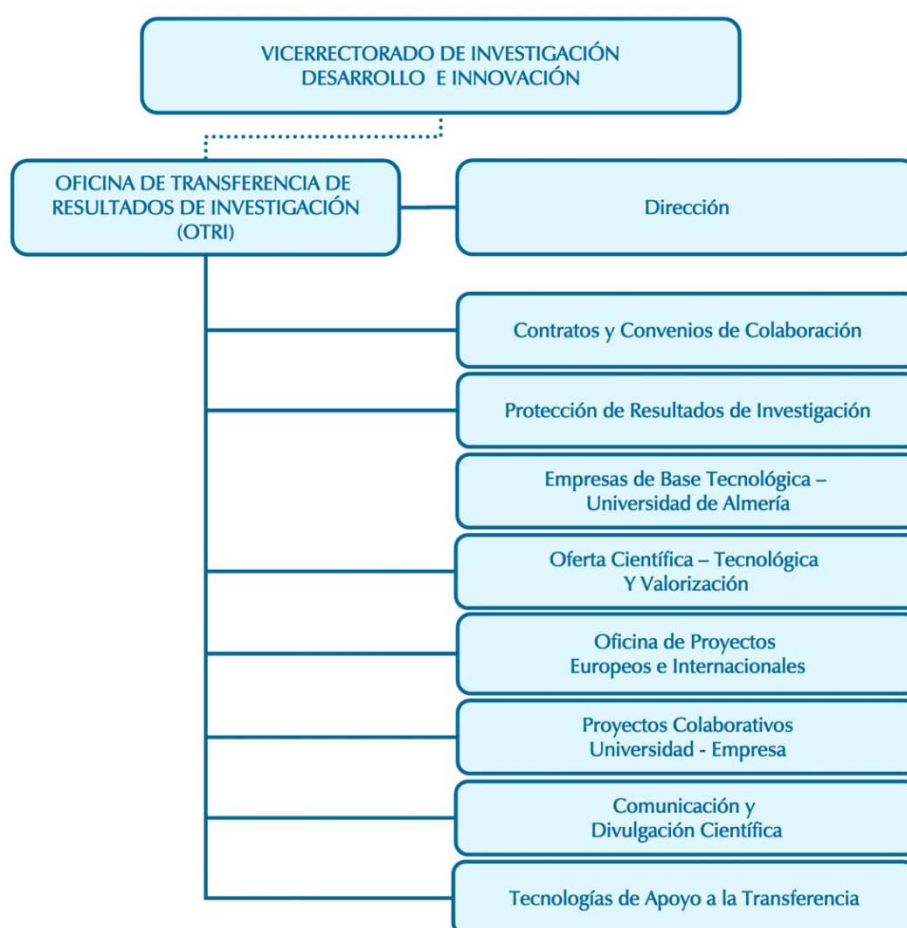 VICERRECTORADO DE INVESTIGACIÓN
DESARROLLO E INNOVACIÓN
OFICINA DE TRANSFERENCIA DE
RESULTADOS DE INVESTIGACIÓN
(OTRI)
Dirección
Contratos y Convenios de Colaboración
Protección de Resultados de Investigación
Empresas de Base Tecnológica –
Universidad de Almería
Oferta Científica – Tecnológica
Y Valorización
Oficina de Proyectos
Europeos e Internacionales
Proyectos Colaborativos
Universidad - Empresa
Comunicación y
Divulgación Científica
Tecnologías de Apoyo a la Transferencia